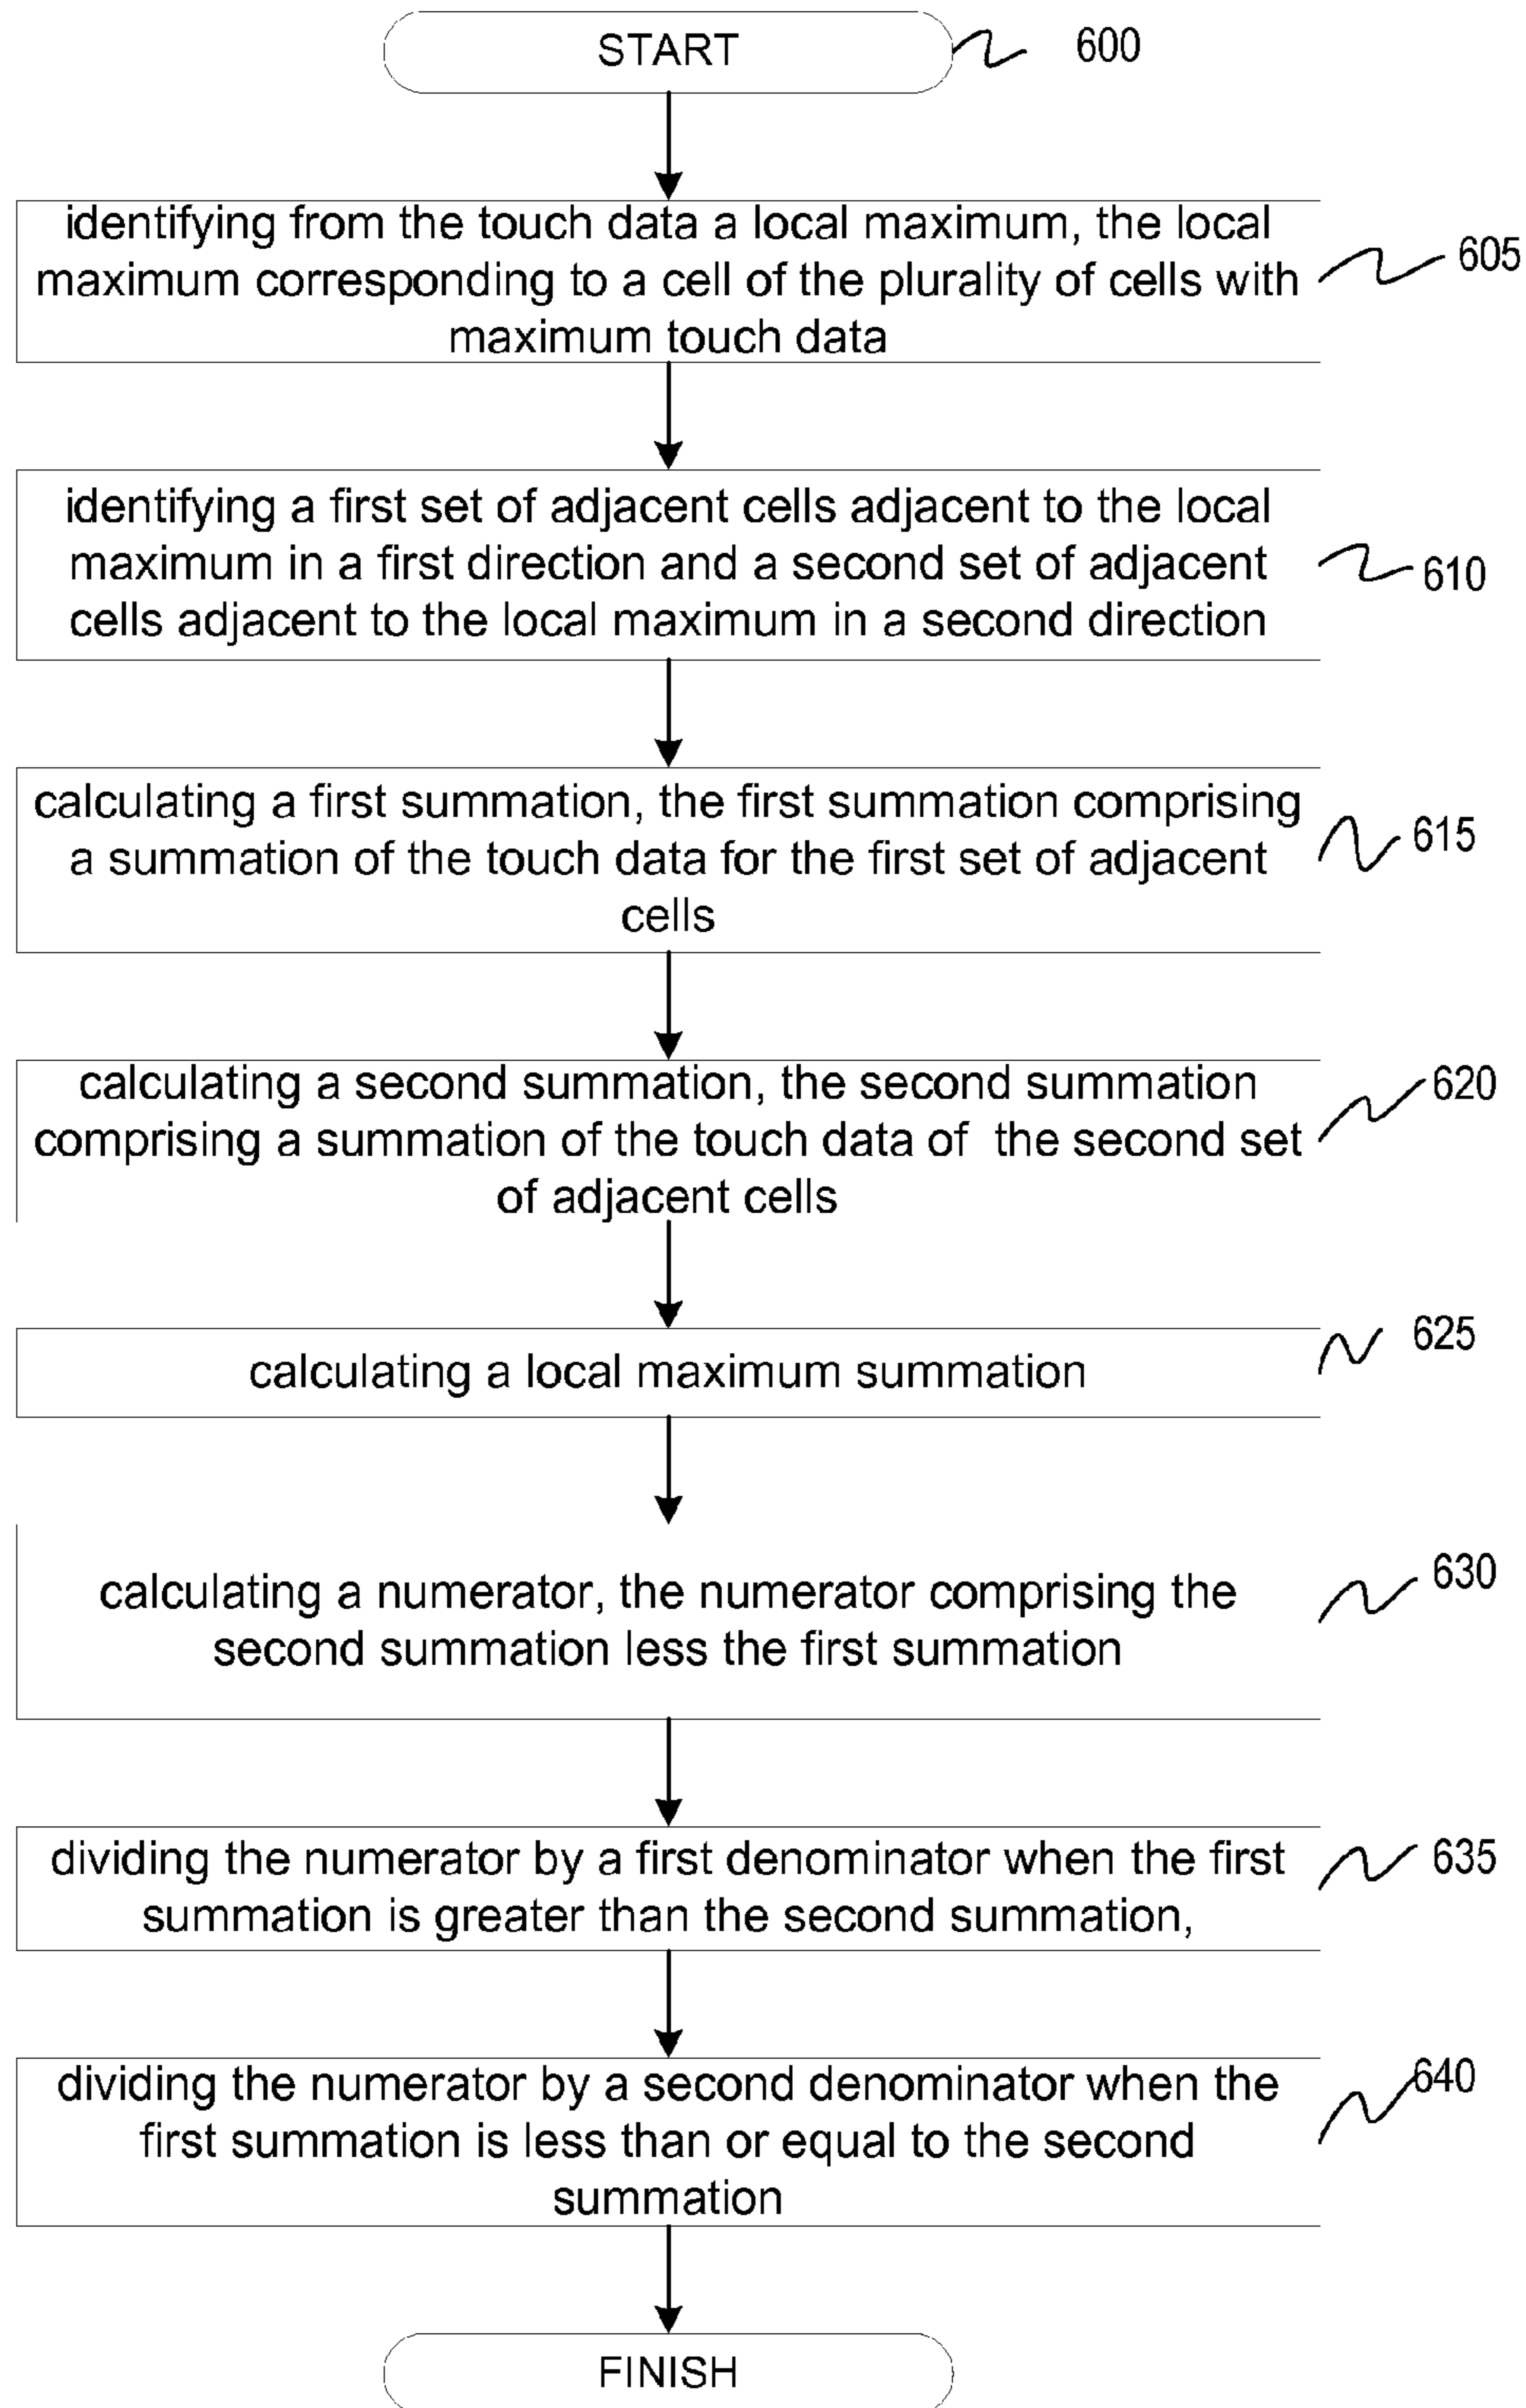 START
600
identifying from the touch data a local maximum, the local
maximum corresponding to a cell of the plurality of cells with
maximum touch data
605
identifying a first set of adjacent cells adjacent to the local
maximum in a first direction and a second set of adjacent
cells adjacent to the local maximum in a second direction
610
calculating a first summation, the first summation comprising
a summation of the touch data for the first set of adjacent
cells
615
calculating a second summation, the second summation
comprising a summation of the touch data of the second set
of adjacent cells
620
calculating a local maximum summation
625
calculating a numerator, the numerator comprising the
second summation less the first summation
630
dividing the numerator by a first denominator when the first
summation is greater than the second summation,
635
dividing the numerator by a second denominator when the
first summation is less than or equal to the second
summation
640
FINISH